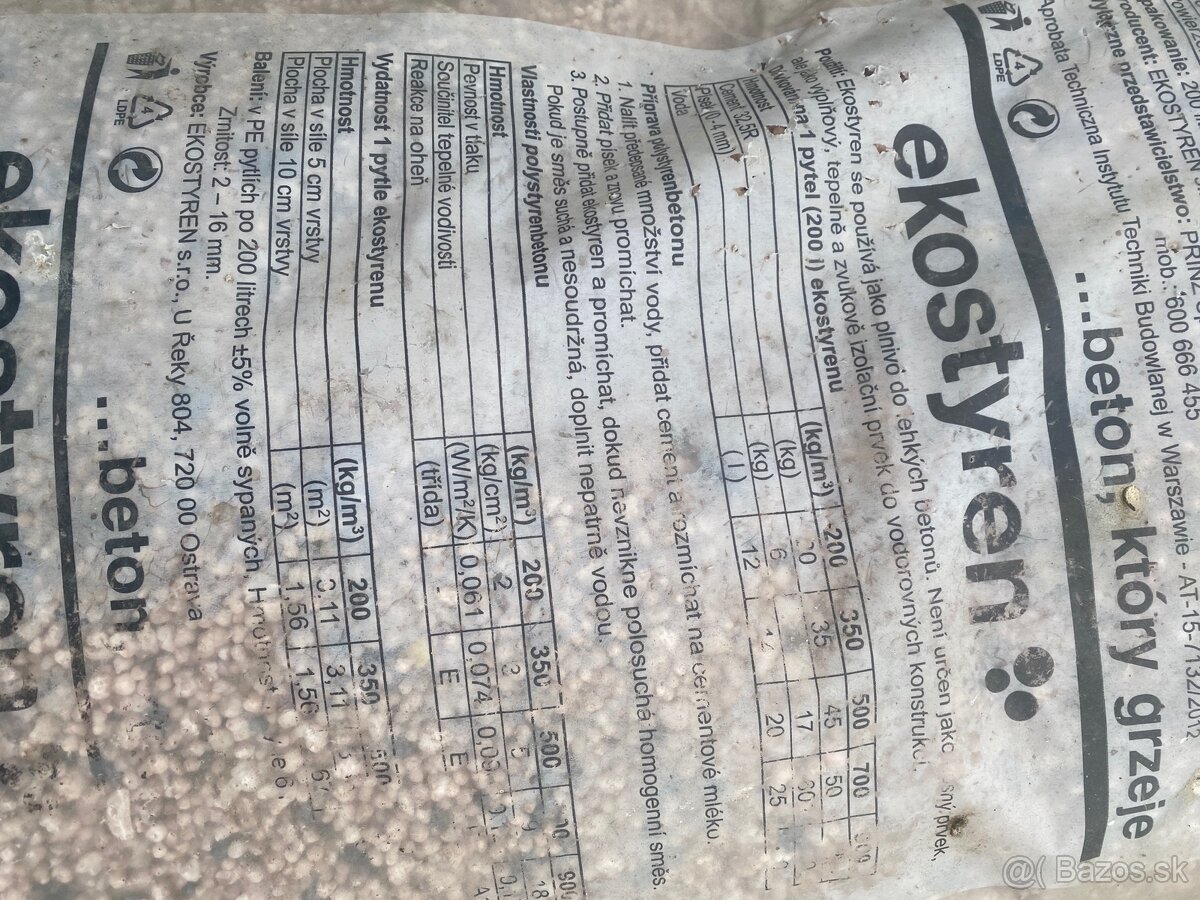 Aprobata Techniczna Instytutu Techniki Budowlanej w Warszawie - AT-15-7132/2012
mob.: 600 666 455
...beton, który grzeje
LDPE
ekostyren
Ekostyren se používá jako plnivo do lehkých betonů. Není určen jako
ale jako výplňový, tepelně a zvukově izolační prvek do vodorovných konstrukcí.
na 1 pytel (200 l) ekostyrenu
Hmotnost (kg/m³) 200 350 500 700
Cement 32,5R (kg) 20 35 45 50
Písek (0-4 mm) (kg) 6 17
Voda (l) 12 20 25
Příprava polystyrenbetonu
1. Nalít předepsané množství vody, přidat cement a rozmíchat na cementové mléko.
2. Přidat písek a znovu promíchat.
3. Postupně přidat ekostyren a promíchat, dokud nevznikne polosuchá homogenní směs.
Pokud je směs suchá a nesoudržná, doplnit nepatrně vodou.
Vlastnosti polystyrenbetonu
Hmotnost (kg/m³) 200 350 500 900
Pevnost v tlaku (kg/cm²) 2 3 5 9 18
Součinitel tepelné vodivosti (W/m²/K) 0,061 0,074
Reakce na oheň (třída) E E
Vydatnost 1 pytle ekostyrenu
Hmotnost (kg/m³) 200 350 500
Plocha v síle 5 cm vrstvy (m²) 3,11 3,11
Plocha v síle 10 cm vrstvy (m²) 1,56 1,56
Balení: v PE pytlích po 200 litrech ±5% volně sypaných, Hmotnost
Zrnitost: 2 – 16 mm.
Výrobce: EKOSTYREN s.r.o., U Řeky 804, 720 00 Ostrava
LDPE
...beton
ekostyren
@( Bazos.sk